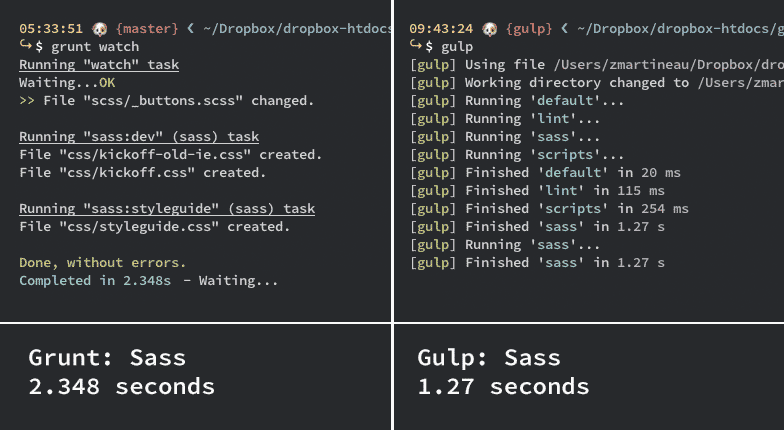 05:33:51 {master} ❮ ~/Dropbox/dropbox-htdocs
↪ $ grunt watch
Running "watch" task
Waiting...OK
>> File "scss/_buttons.scss" changed.
Running "sass:dev" (sass) task
File "css/kickoff-old-ie.css" created.
File "css/kickoff.css" created.
Running "sass:styleguide" (sass) task
File "css/styleguide.css" created.
Done, without errors.
Completed in 2.348s - Waiting...
Grunt: Sass
2.348 seconds
09:43:24 {gulp} ❮ ~/Dropbox/dropbox-htdocs/g
↪ $ gulp
[gulp] Using file /Users/zmartineau/Dropbox/dro
[gulp] Working directory changed to /Users/zmar
[gulp] Running 'default'...
[gulp] Running 'lint'...
[gulp] Running 'sass'...
[gulp] Running 'scripts'...
[gulp] Finished 'default' in 20 ms
[gulp] Finished 'lint' in 115 ms
[gulp] Finished 'scripts' in 254 ms
[gulp] Finished 'sass' in 1.27 s
[gulp] Running 'sass'...
[gulp] Finished 'sass' in 1.27 s
Gulp: Sass
1.27 seconds